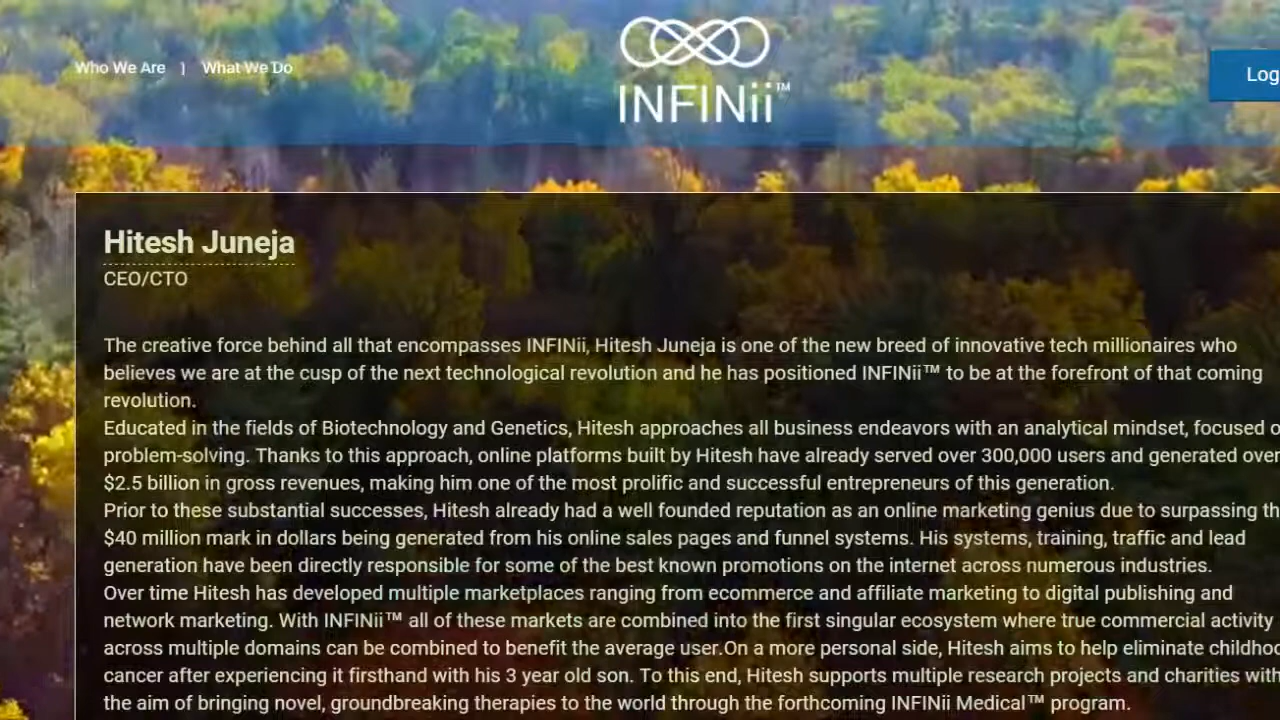 Who We Are | What We Do
INFINii™
Log
Hitesh Juneja
CEO/CTO
The creative force behind all that encompasses INFINii, Hitesh Juneja is one of the new breed of innovative tech millionaires who
believes we are at the cusp of the next technological revolution and he has positioned INFINii™ to be at the forefront of that coming
revolution.
Educated in the fields of Biotechnology and Genetics, Hitesh approaches all business endeavors with an analytical mindset, focused
problem-solving. Thanks to this approach, online platforms built by Hitesh have already served over 300,000 users and generated over
$2.5 billion in gross revenues, making him one of the most prolific and successful entrepreneurs of this generation.
Prior to these substantial successes, Hitesh already had a well founded reputation as an online marketing genius due to surpassing th
$40 million mark in dollars being generated from his online sales pages and funnel systems. His systems, training, traffic and lead
generation have been directly responsible for some of the best known promotions on the internet across numerous industries.
Over time Hitesh has developed multiple marketplaces ranging from ecommerce and affiliate marketing to digital publishing and
network marketing. With INFINii™ all of these markets are combined into the first singular ecosystem where true commercial activity
across multiple domains can be combined to benefit the average user.On a more personal side, Hitesh aims to help eliminate childhoo
cancer after experiencing it firsthand with his 3 year old son. To this end, Hitesh supports multiple research projects and charities with
the aim of bringing novel, groundbreaking therapies to the world through the forthcoming INFINii Medical™ program.